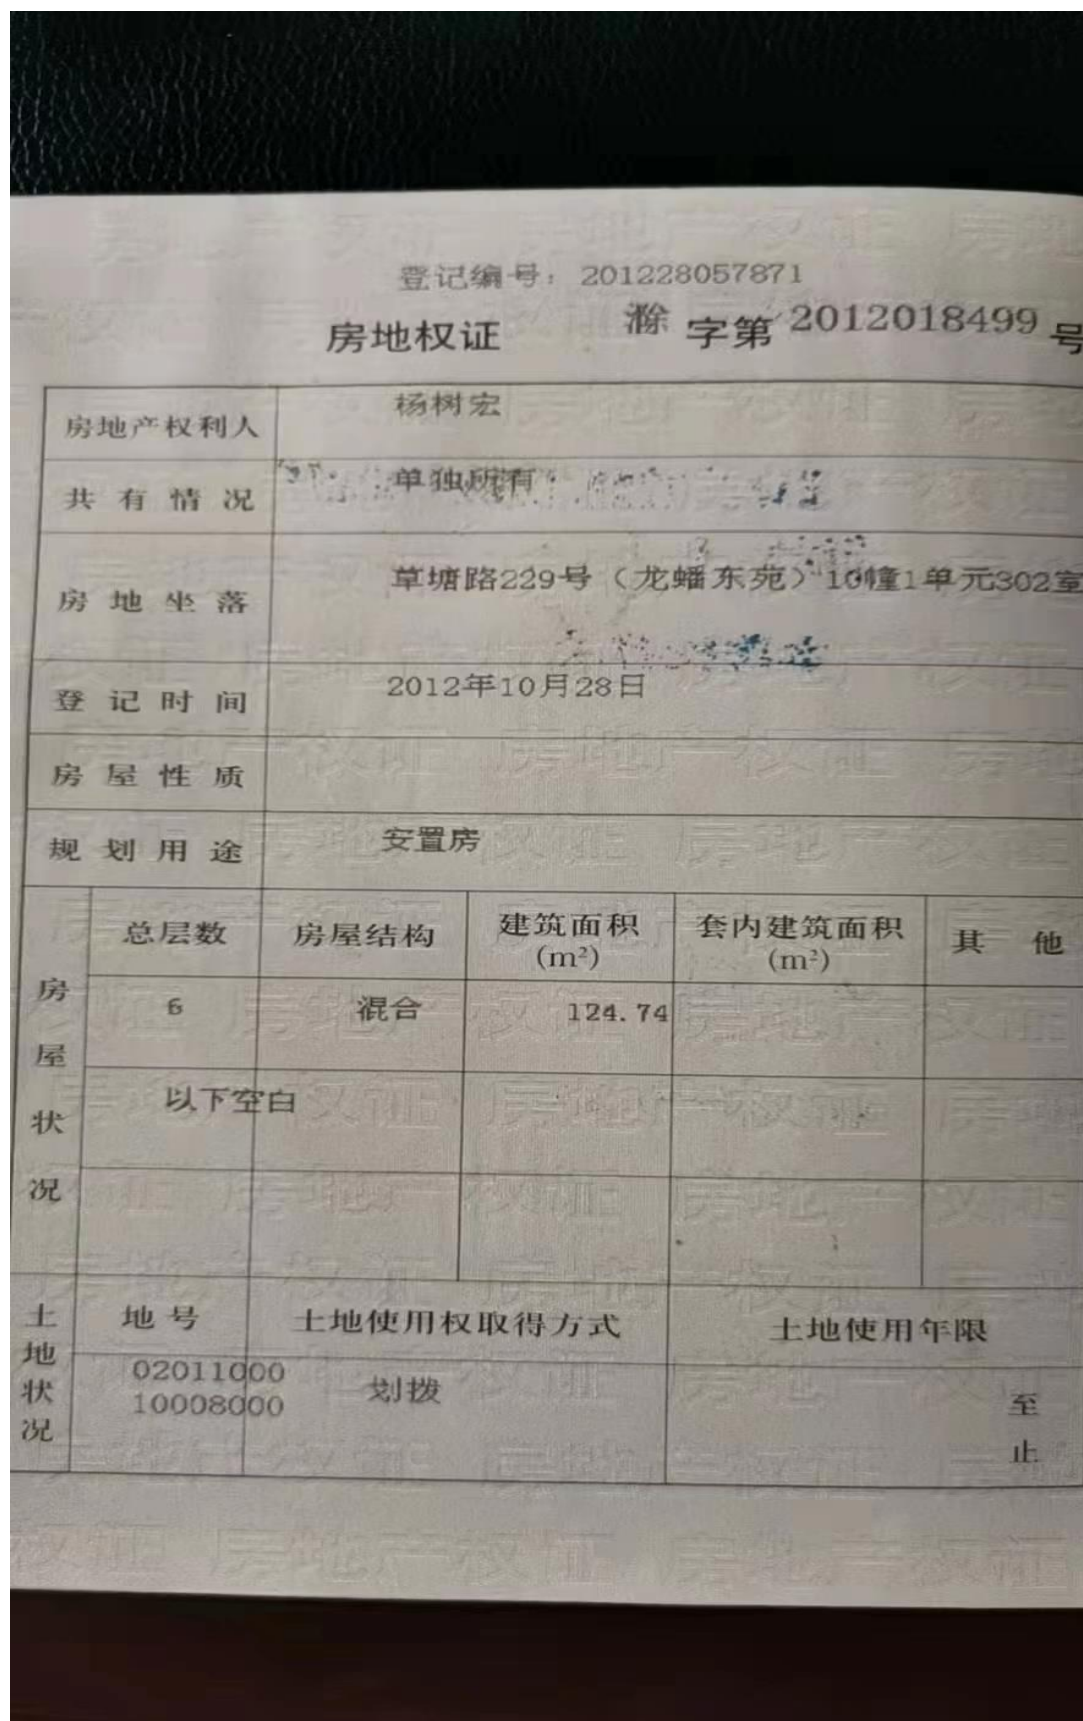 登记编号：201228057871
房地权证 滁 字第 2012018499 号
房地产权利人 杨树宏
共有情况 单独所有
房地坐落 草塘路229号（龙蟠东苑）10幢1单元302室
登记时间 2012年10月28日
房屋性质
规划用途 安置房
房屋状况
总层数 房屋结构 建筑面积(m²) 套内建筑面积(m²) 其他
6 混合 124.74
以下空白
土地状况
地号 土地使用权取得方式 土地使用年限
02011000 划拨 至
10008000 止